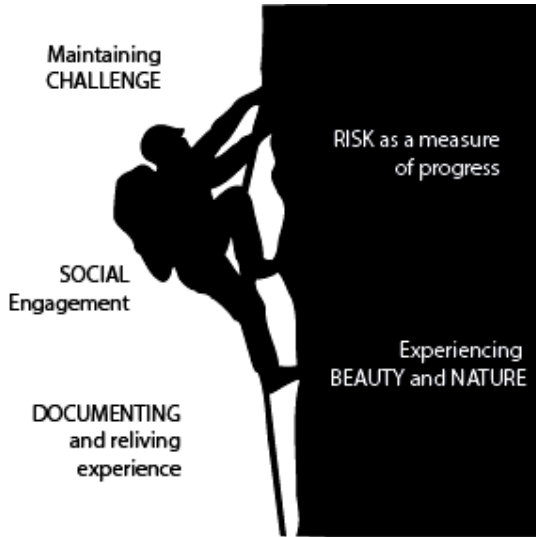 Maintaining
CHALLENGE
RISK as a measure
of progress
SOCIAL
Engagement
Experiencing
BEAUTY and NATURE
DOCUMENTING
and reliving
experience